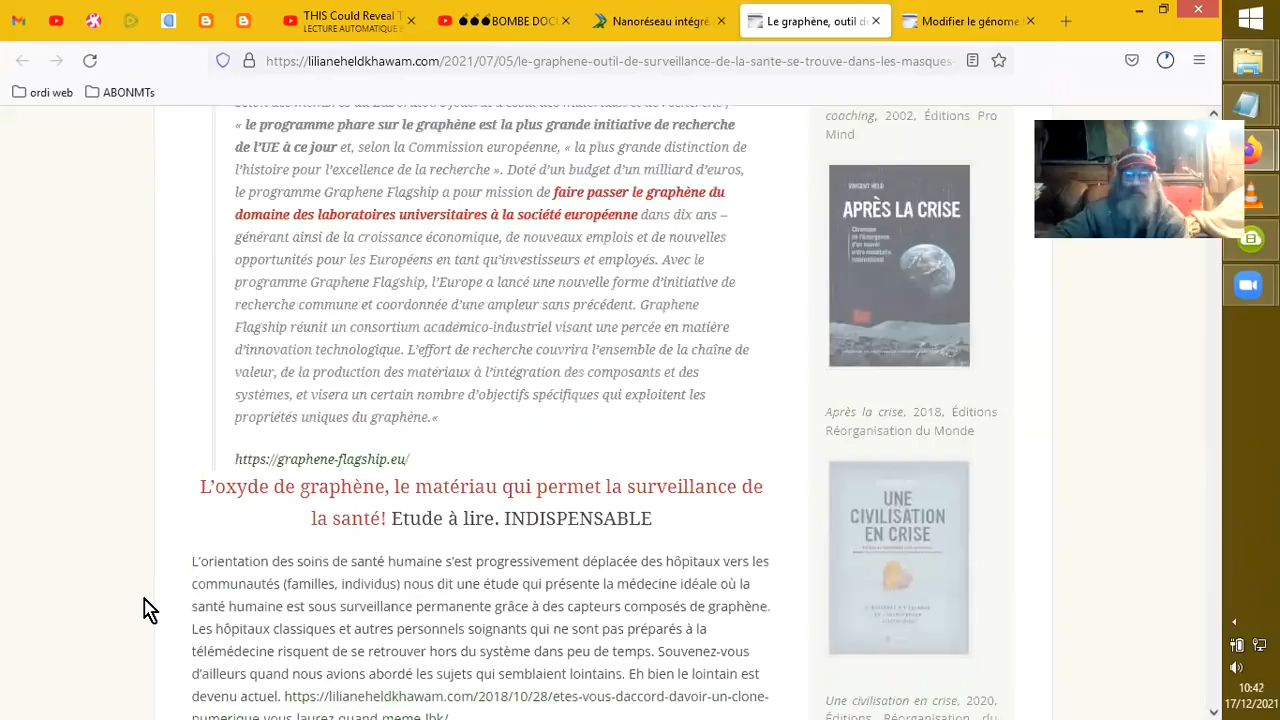 THIS Could Reveal T
LECTURE AUTOMATIQUE
BOMBE DOC
Nanoréseau intégré
Le graphène, outil d
Modifier le génome
https://lilianeheldkhawam.com/2021/07/05/le-graphene-outil-de-surveillance-de-la-sante-se-trouve-dans-les-masques-
ordi web
ABONMTs
« le programme phare sur le graphène est la plus grande initiative de recherche
de l'UE à ce jour et, selon la Commission européenne, « la plus grande distinction de
l'histoire pour l'excellence de la recherche ». Doté d'un budget d'un milliard d'euros,
le programme Graphene Flagship a pour mission de faire passer le graphène du
domaine des laboratoires universitaires à la société européenne dans dix ans –
générant ainsi de la croissance économique, de nouveaux emplois et de nouvelles
opportunités pour les Européens en tant qu'investisseurs et employés. Avec le
programme Graphene Flagship, l'Europe a lancé une nouvelle forme d'initiative de
recherche commune et coordonnée d'une ampleur sans précédent. Graphene
Flagship réunit un consortium académico-industriel visant une percée en matière
d'innovation technologique. L'effort de recherche couvrira l'ensemble de la chaîne de
valeur, de la production des matériaux à l'intégration des composants et des
systèmes, et visera un certain nombre d'objectifs spécifiques qui exploitent les
propriétés uniques du graphène.«
https://graphene-flagship.eu/
L'oxyde de graphène, le matériau qui permet la surveillance de
la santé! Etude à lire. INDISPENSABLE
L'orientation des soins de santé humaine s'est progressivement déplacée des hôpitaux vers les
communautés (familles, individus) nous dit une étude qui présente la médecine idéale où la
santé humaine est sous surveillance permanente grâce à des capteurs composés de graphène.
Les hôpitaux classiques et autres personnels soignants qui ne sont pas préparés à la
télémédecine risquent de se retrouver hors du système dans peu de temps. Souvenez-vous
d'ailleurs quand nous avions abordé les sujets qui semblaient lointains. Eh bien le lointain est
devenu actuel. https://lilianeheldkhawam.com/2018/10/28/etes-vous-daccord-davoir-un-clone-
numerique-vous-laurez-quand-meme-lhk/
coaching, 2002, Éditions Pro
Mind
VINCENT HELD
APRÈS LA CRISE
Après la crise, 2018, Éditions
Réorganisation du Monde
UNE
CIVILISATION
EN CRISE
Une civilisation en crise, 2020,
Éditions Réorganisation du
10:42
17/12/2021